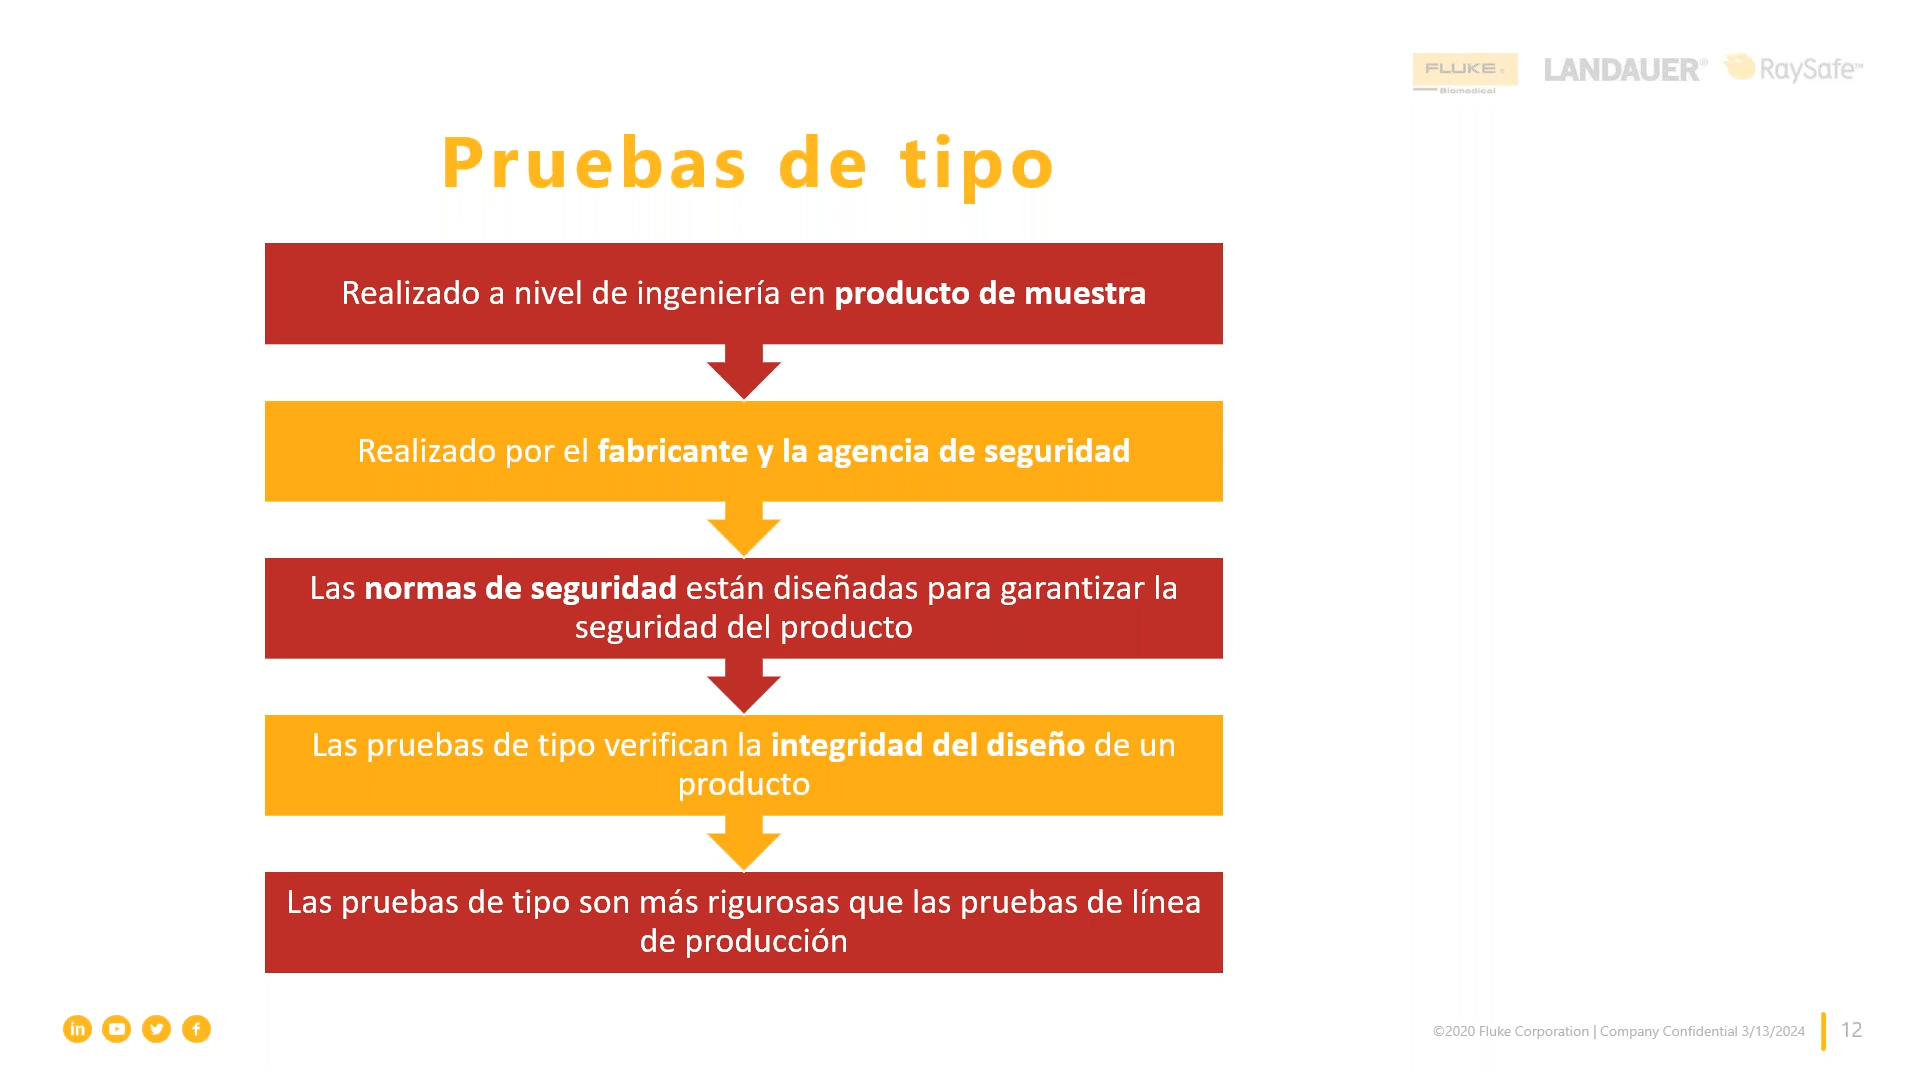 FLUKE®
Biomedical
LANDAUER®
RaySafe™
Pruebas de tipo
Realizado a nivel de ingeniería en producto de muestra
Realizado por el fabricante y la agencia de seguridad
Las normas de seguridad están diseñadas para garantizar la
seguridad del producto
Las pruebas de tipo verifican la integridad del diseño de un
producto
Las pruebas de tipo son más rigurosas que las pruebas de línea
de producción
©2020 Fluke Corporation | Company Confidential 3/13/2024
12